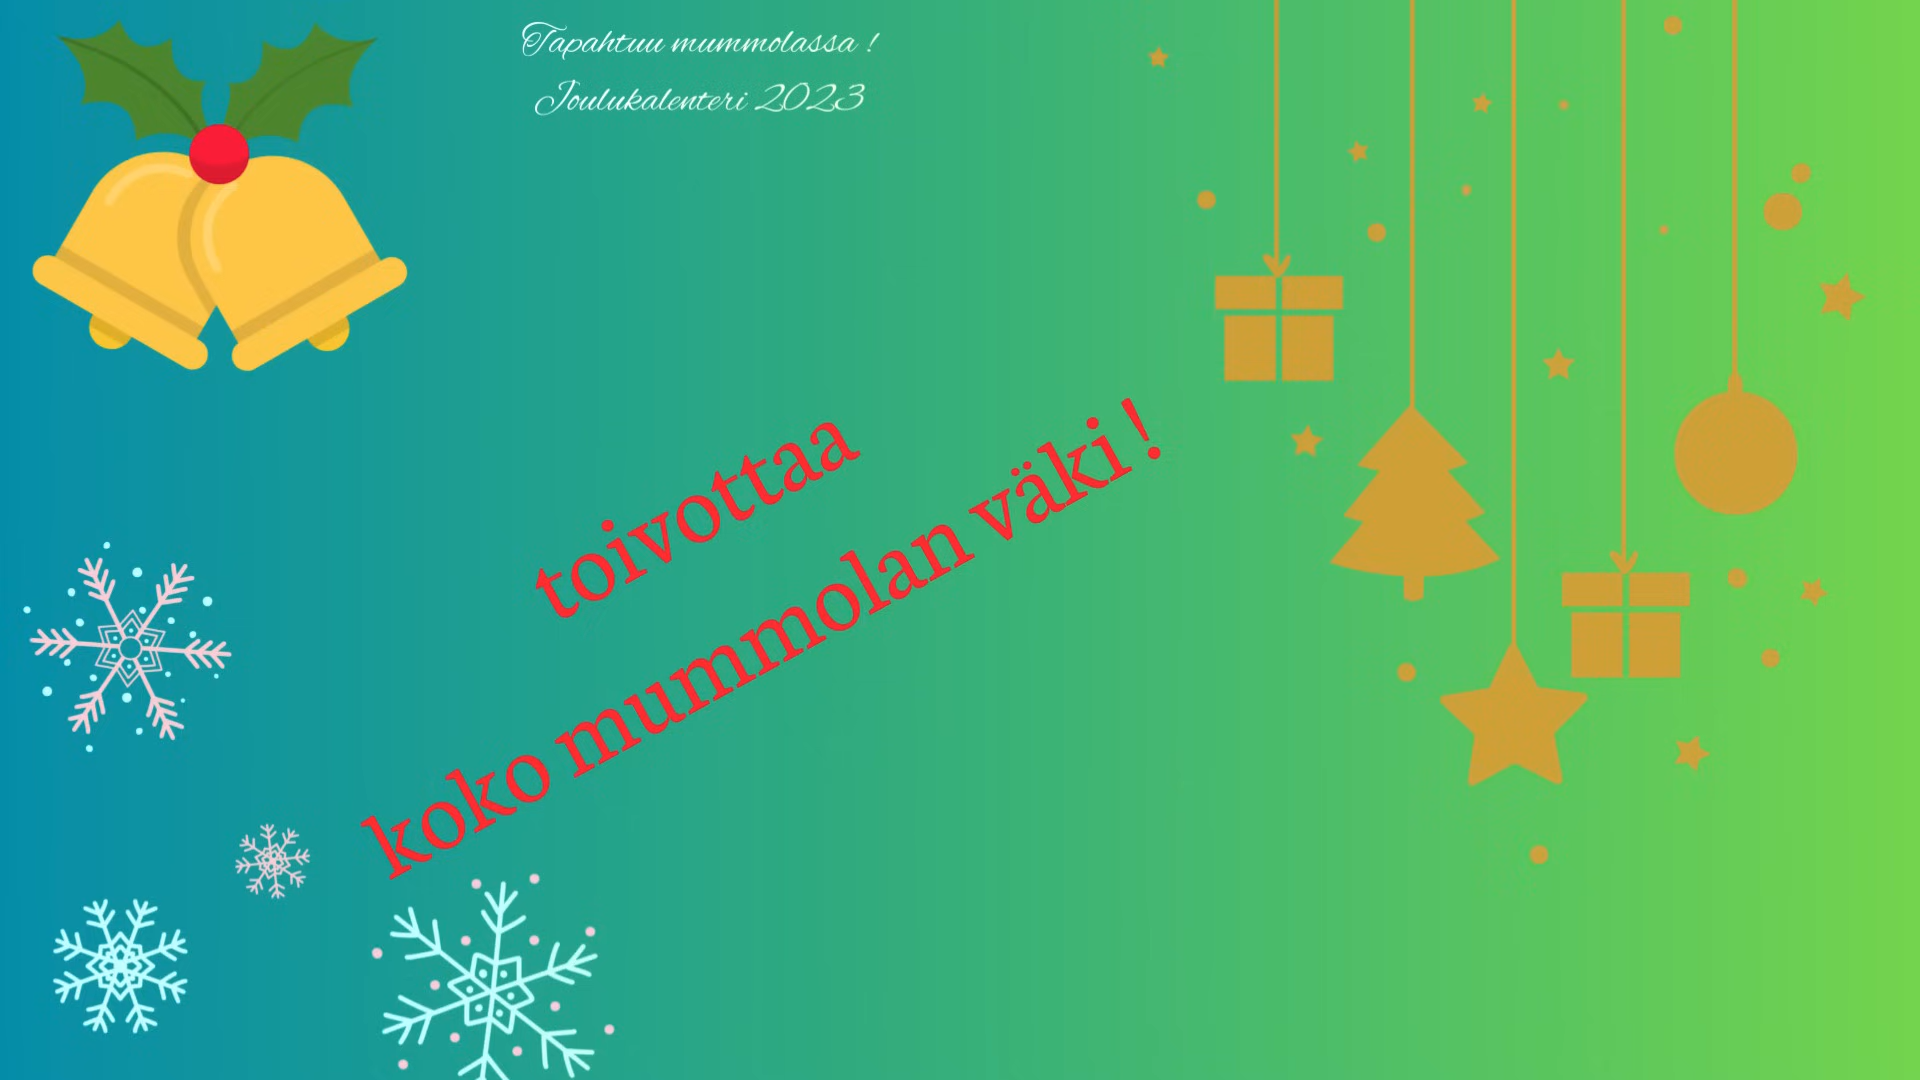 Tapahtuu mummolassa !
Joulukalenteri 2023
toivottaa
koko mummolan väki !